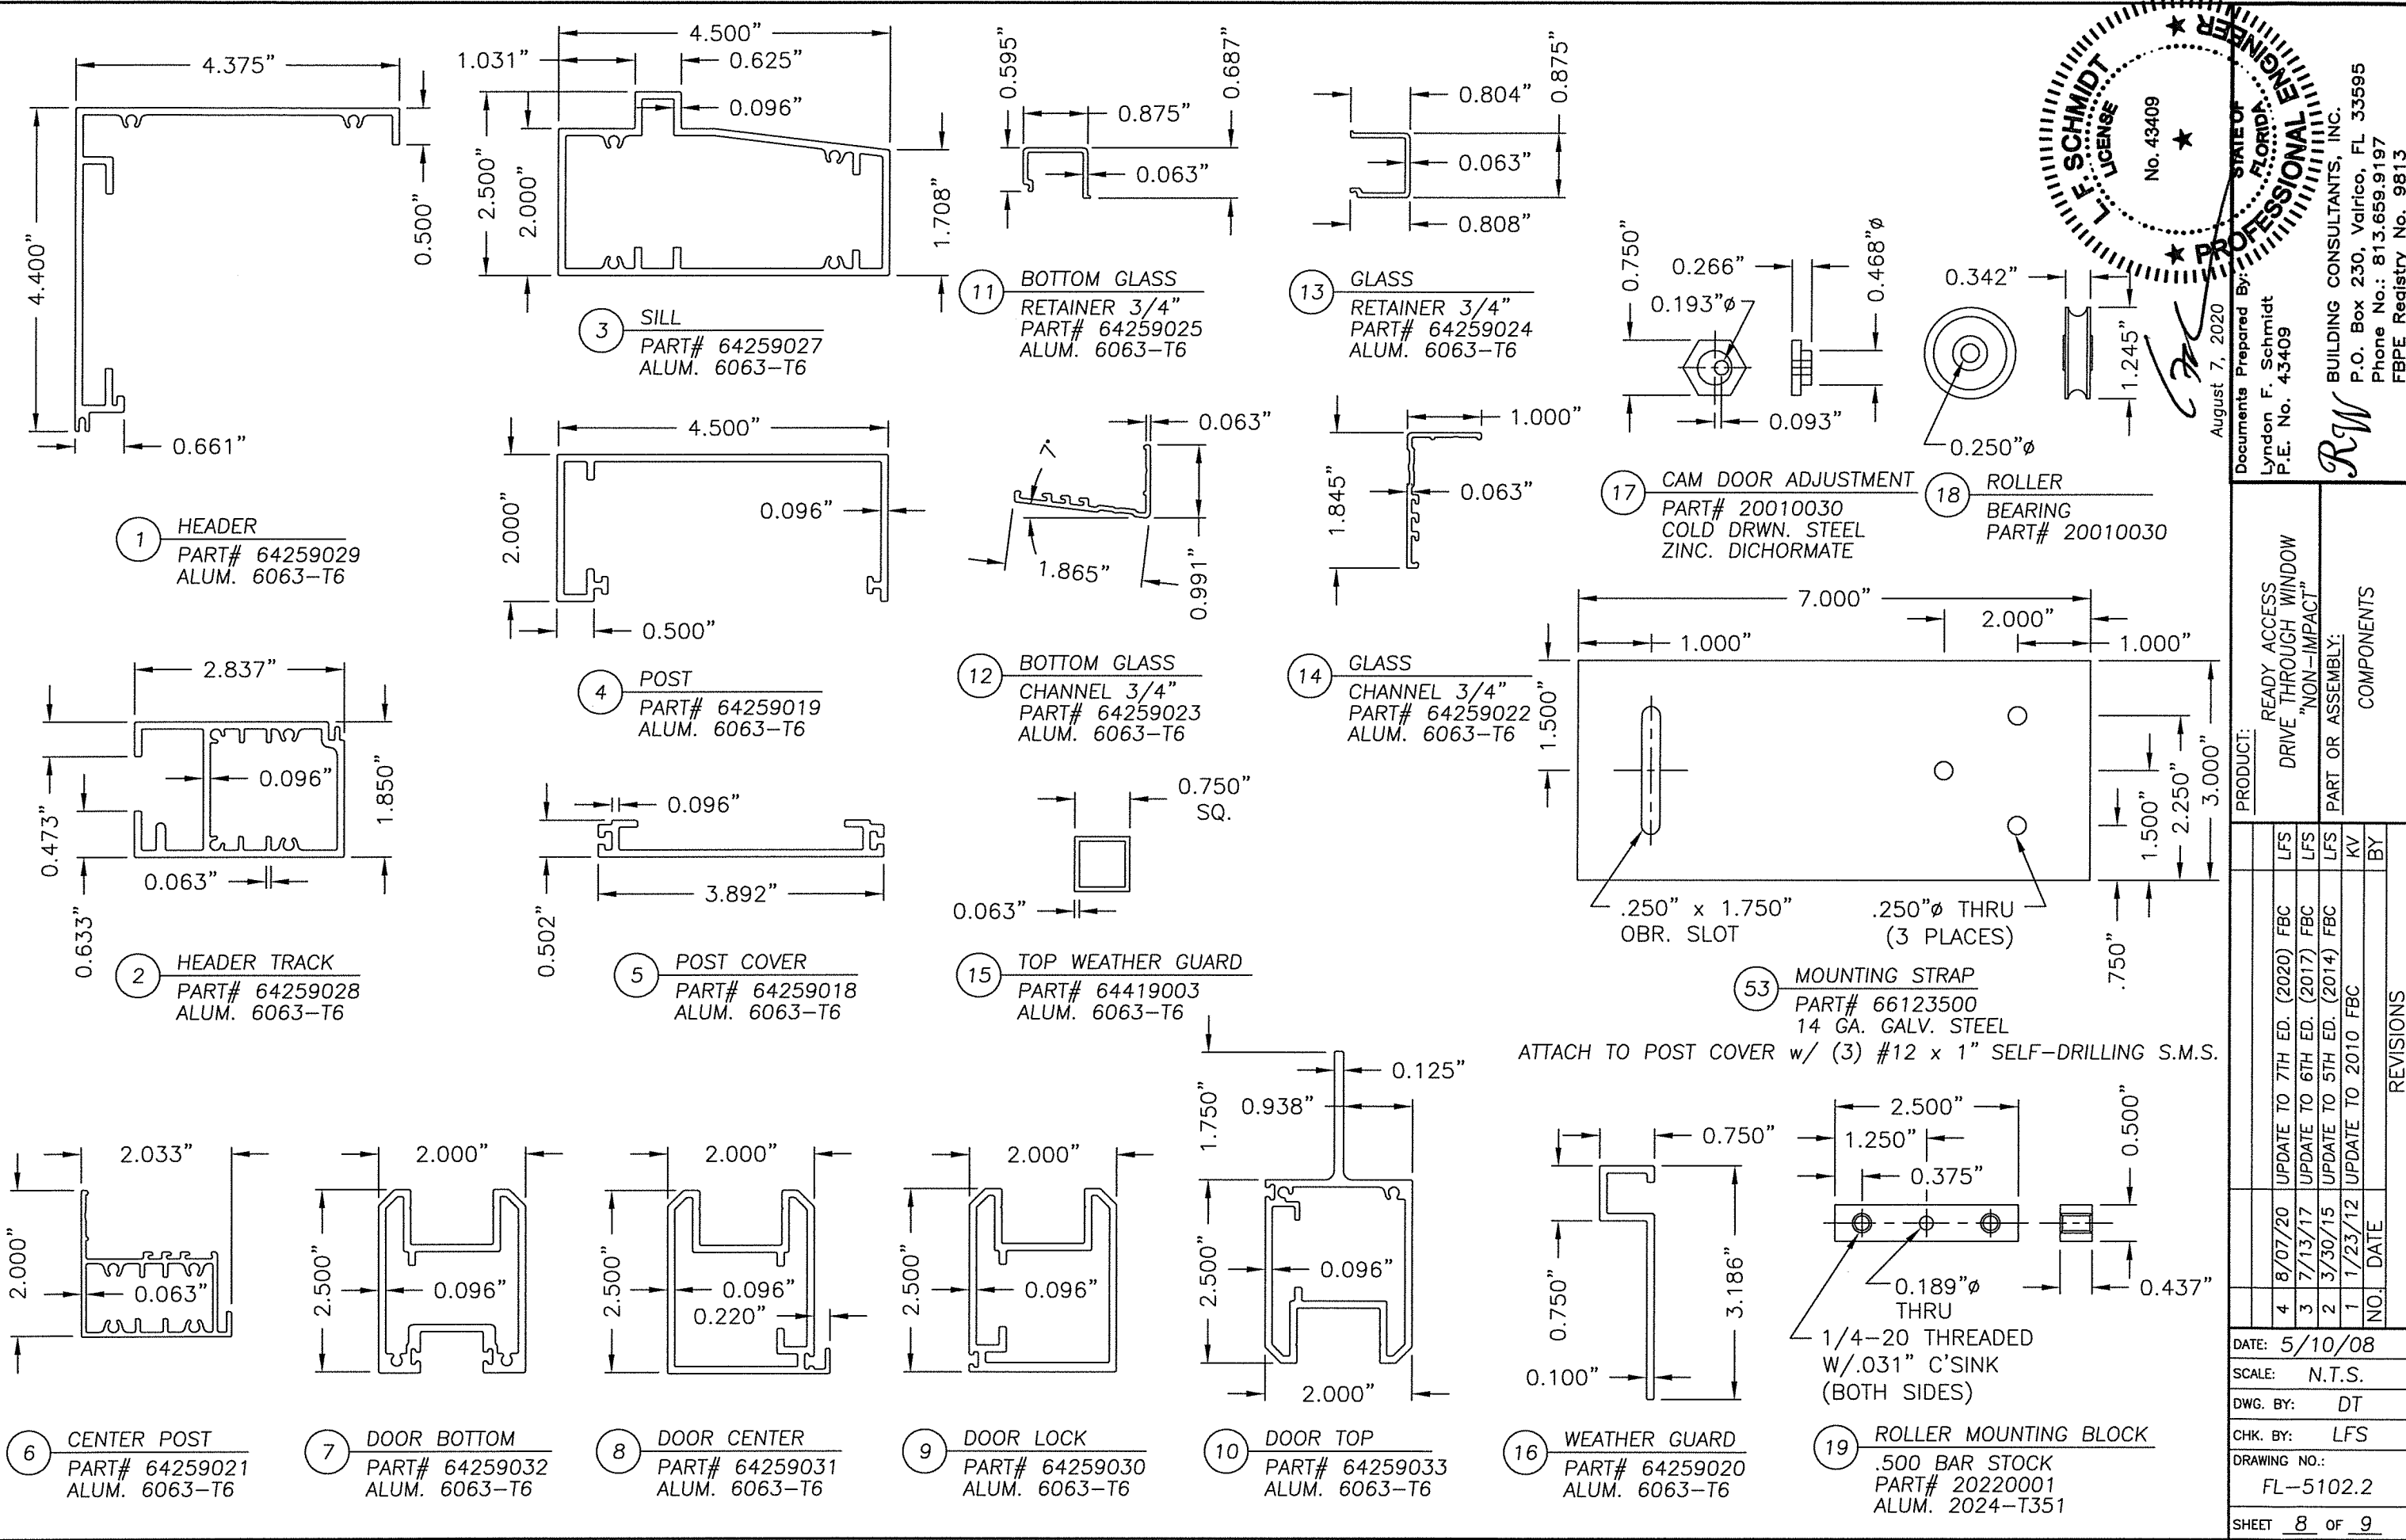 4.375"
4.400"
0.500"
0.661"
1
HEADER
PART# 64259029
ALUM. 6063-T6
4.500"
1.031"
0.625"
0.096"
2.500"
2.000"
1.708"
3
SILL
PART# 64259027
ALUM. 6063-T6
0.595"
0.687"
0.875"
0.063"
11
BOTTOM GLASS
RETAINER 3/4"
PART# 64259025
ALUM. 6063-T6
0.804"
0.875"
0.063"
0.808"
13
GLASS
RETAINER 3/4"
PART# 64259024
ALUM. 6063-T6
0.750"
0.266"
0.193"ø
0.468"ø
0.093"
17
CAM DOOR ADJUSTMENT
PART# 20010030
COLD DRWN. STEEL
ZINC. DICHORMATE
0.342"
1.245"
0.250"ø
18
ROLLER
BEARING
PART# 20010030
4.500"
2.000"
0.096"
0.500"
4
POST
PART# 64259019
ALUM. 6063-T6
0.063"
7°
1.865"
0.991"
12
BOTTOM GLASS
CHANNEL 3/4"
PART# 64259023
ALUM. 6063-T6
1.000"
1.845"
0.063"
14
GLASS
CHANNEL 3/4"
PART# 64259022
ALUM. 6063-T6
2.837"
0.096"
1.850"
0.473"
0.063"
0.633"
2
HEADER TRACK
PART# 64259028
ALUM. 6063-T6
0.096"
3.892"
0.502"
5
POST COVER
PART# 64259018
ALUM. 6063-T6
0.750"
SQ.
0.063"
15
TOP WEATHER GUARD
PART# 64419003
ALUM. 6063-T6
7.000"
2.000"
1.000"
1.000"
1.500"
1.500"
2.250"
3.000"
.750"
.250" x 1.750"
OBR. SLOT
.250"ø THRU
(3 PLACES)
53
MOUNTING STRAP
PART# 66123500
14 GA. GALV. STEEL
ATTACH TO POST COVER w/ (3) #12 x 1" SELF-DRILLING S.M.S.
2.033"
2.000"
0.063"
6
CENTER POST
PART# 64259021
ALUM. 6063-T6
2.000"
2.500"
0.096"
7
DOOR BOTTOM
PART# 64259032
ALUM. 6063-T6
2.000"
2.500"
0.096"
0.220"
8
DOOR CENTER
PART# 64259031
ALUM. 6063-T6
2.000"
2.500"
0.096"
9
DOOR LOCK
PART# 64259030
ALUM. 6063-T6
0.125"
1.750"
0.938"
2.500"
0.096"
2.000"
10
DOOR TOP
PART# 64259033
ALUM. 6063-T6
0.750"
0.750"
3.186"
0.100"
16
WEATHER GUARD
PART# 64259020
ALUM. 6063-T6
2.500"
1.250"
0.375"
0.500"
0.189"ø
THRU
0.437"
1/4-20 THREADED
W/.031" C'SINK
(BOTH SIDES)
19
ROLLER MOUNTING BLOCK
.500 BAR STOCK
PART# 20220001
ALUM. 2024-T351
L. F. SCHMIDT
LICENSE
No. 43409
STATE OF
FLORIDA
PROFESSIONAL ENGINEER
August 7, 2020
Documents Prepared By:
Lyndon F. Schmidt
P.E. No. 43409
RW BUILDING CONSULTANTS, INC.
P.O. Box 230, Valrico, FL 33595
Phone No.: 813.659.9197
FBPE Registry No. 9813
PRODUCT:
READY ACCESS
DRIVE THROUGH WINDOW
"NON-IMPACT"
PART OR ASSEMBLY:
COMPONENTS
4 8/07/20 UPDATE TO 7TH ED. (2020) FBC LFS
3 7/13/17 UPDATE TO 6TH ED. (2017) FBC LFS
2 3/30/15 UPDATE TO 5TH ED. (2014) FBC LFS
1 1/23/12 UPDATE TO 2010 FBC KV
NO. DATE BY
REVISIONS
DATE: 5/10/08
SCALE: N.T.S.
DWG. BY: DT
CHK. BY: LFS
DRAWING NO.:
FL-5102.2
SHEET 8 OF 9